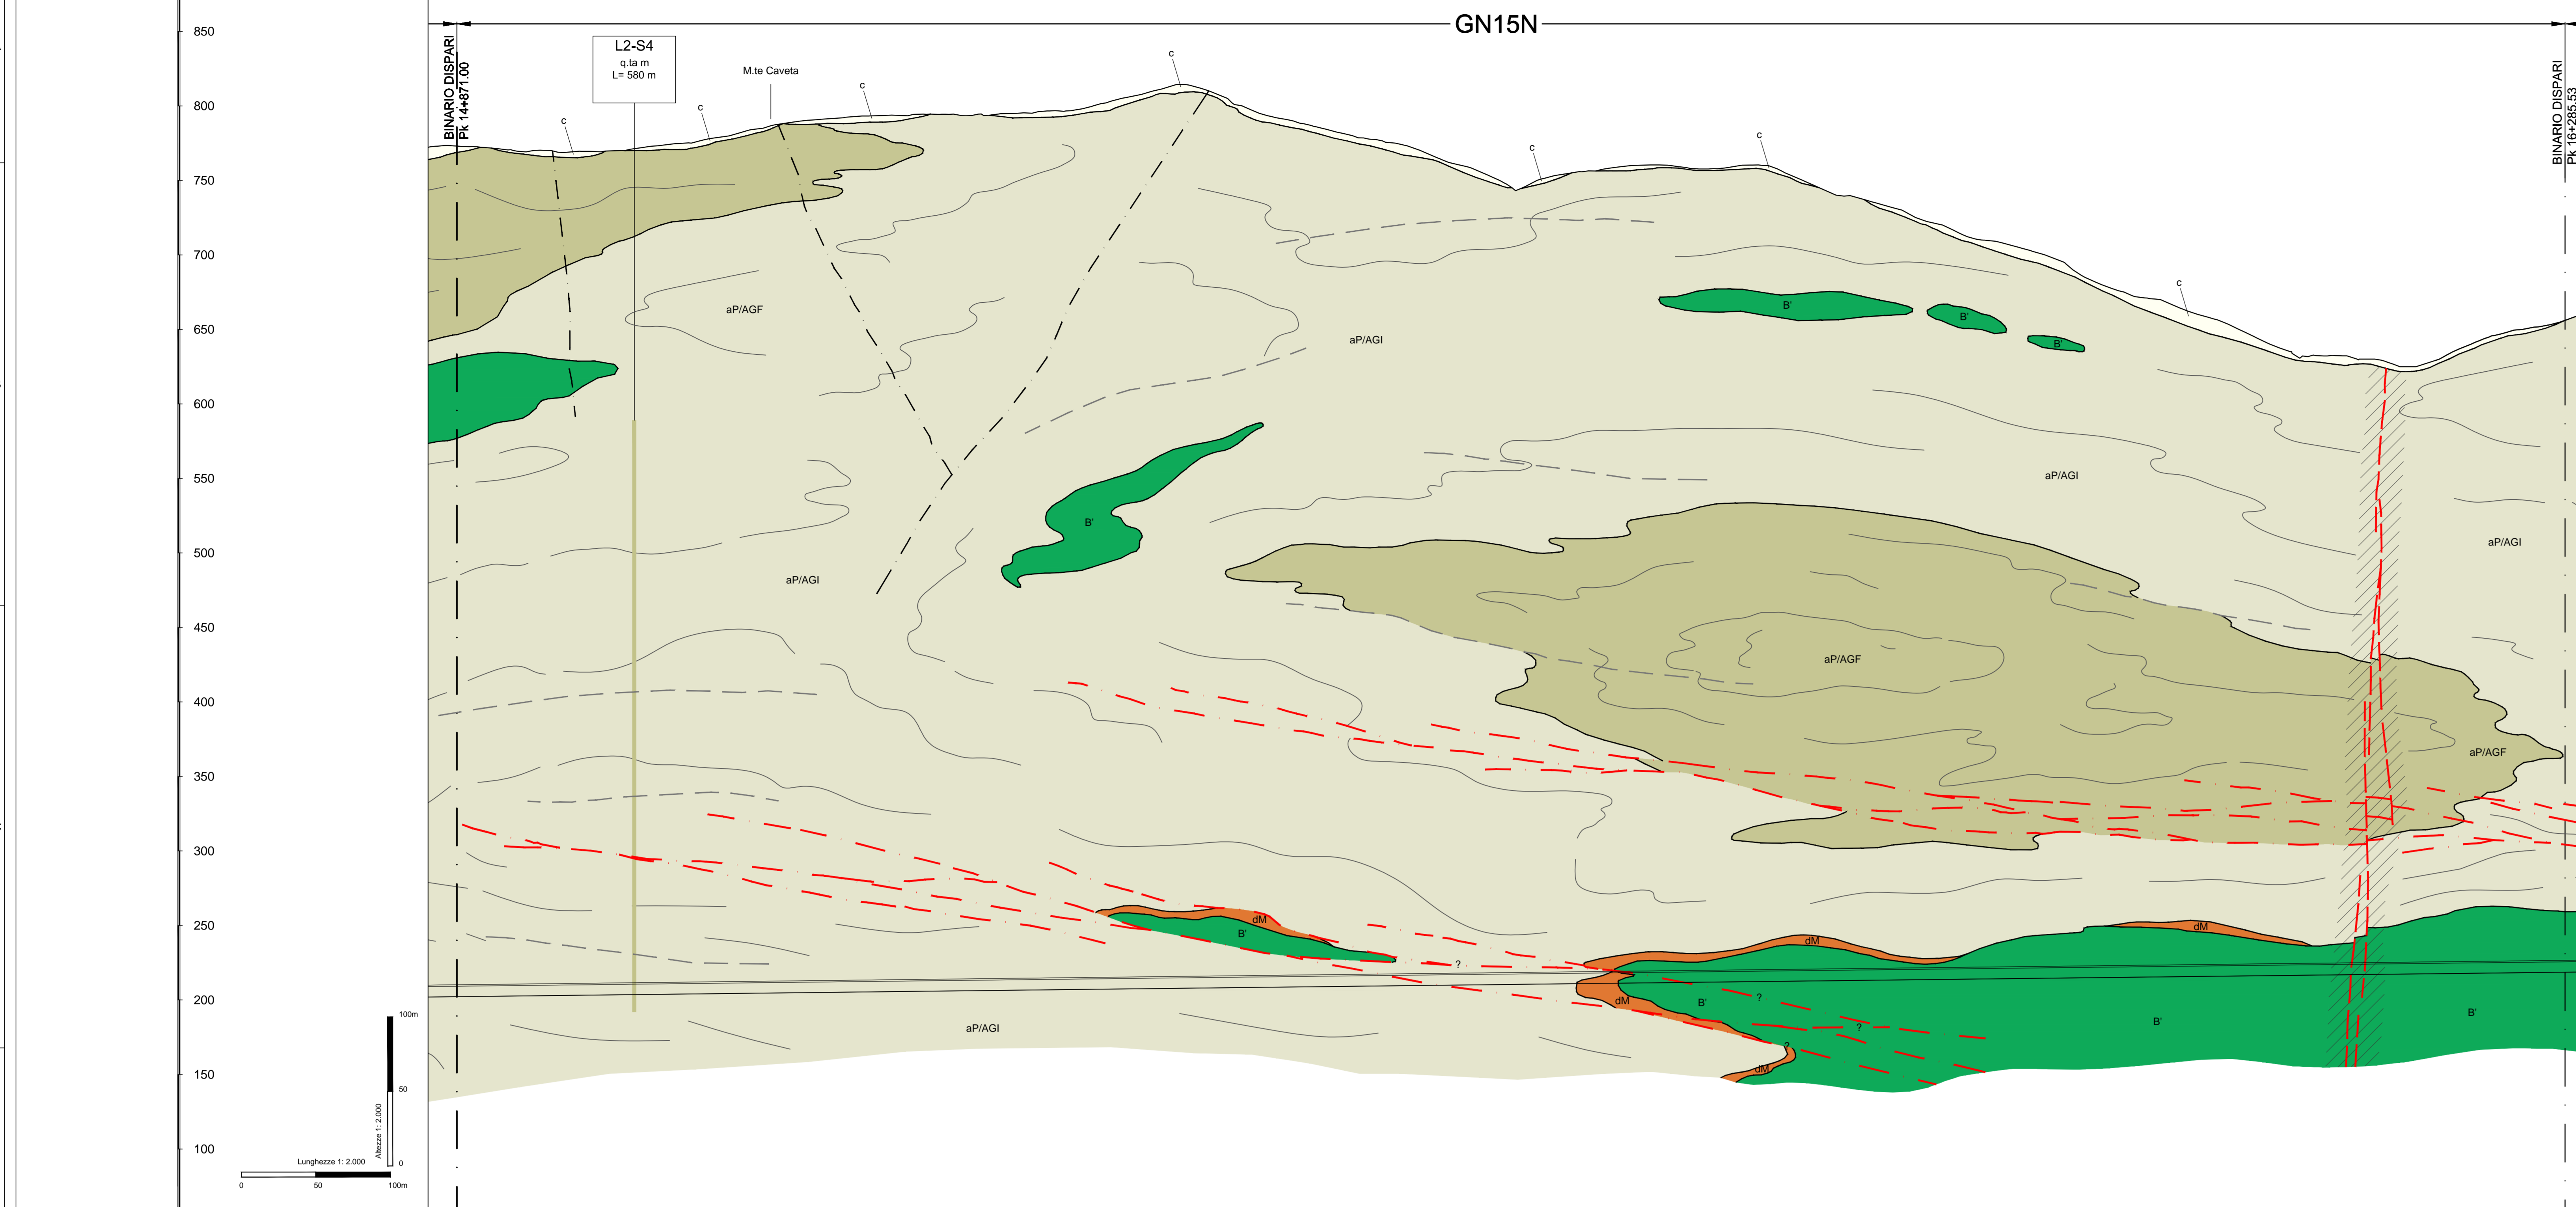 GN15N
BINARIO DISPARI
Pk 14+871.00
L2-S4
q.ta m
L= 580 m
M.te Caveta
BINARIO DISPARI
Pk 16+285.53
c
c
c
c
c
c
c
850
800
750
700
650
600
550
500
450
400
350
300
250
200
150
100
aP/AGF
aP/AGI
B'
B'
B'
aP/AGI
B'
aP/AGI
aP/AGI
aP/AGF
aP/AGF
dM
B'
?
dM
dM
dM
B'
?
?
?
dM
B'
B'
aP/AGI
100m
50
0
Altezze 1: 2.000
Lunghezze 1: 2.000
0
50
100m